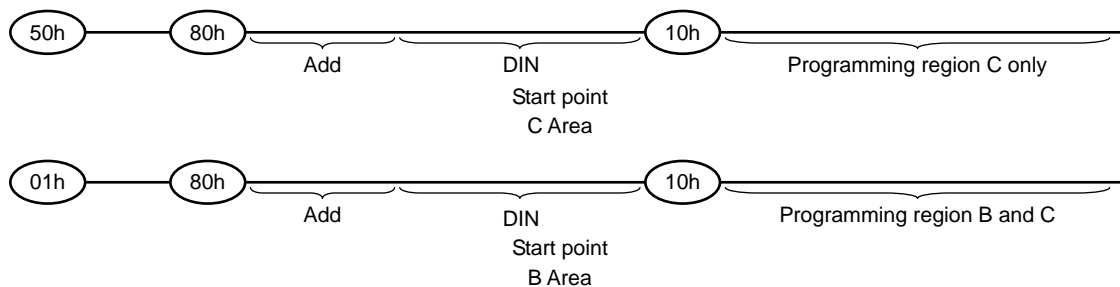 50h 80h 10h
Add DIN Programming region C only
Start point
C Area
01h 80h 10h
Add DIN Programming region B and C
Start point
B Area